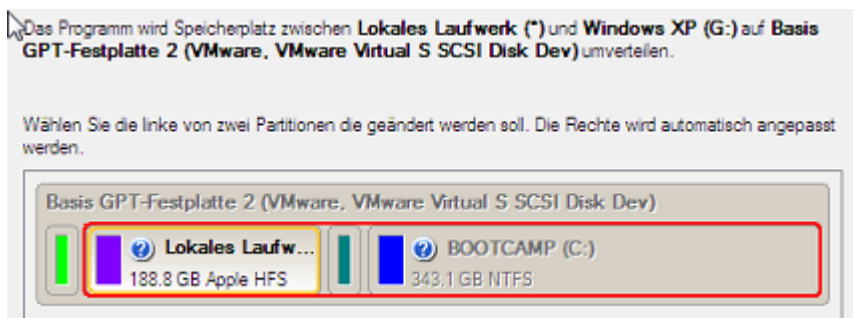 Das Programm wird Speicherplatz zwischen Lokales Laufwerk (*) und Windows XP (G:) auf Basis
GPT-Festplatte 2 (VMware, VMware Virtual S SCSI Disk Dev) umverteilen.
Wählen Sie die linke von zwei Partitionen die geändert werden soll. Die Rechte wird automatisch angepasst
werden.
Basis GPT-Festplatte 2 (VMware, VMware Virtual S SCSI Disk Dev)
Lokales Laufw...
188.8 GB Apple HFS
BOOTCAMP (C:)
343.1 GB NTFS